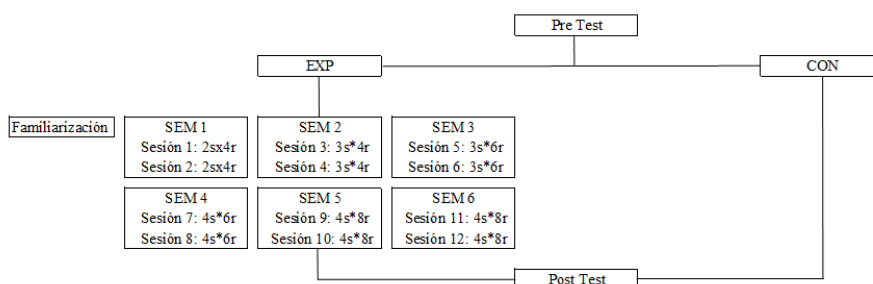 Pre Test
EXP
CON
Familiarización
SEM 1
Sesión 1: 2sx4r
Sesión 2: 2sx4r
SEM 2
Sesión 3: 3s*4r
Sesión 4: 3s*4r
SEM 3
Sesión 5: 3s*6r
Sesión 6: 3s*6r
SEM 4
Sesión 7: 4s*6r
Sesión 8: 4s*6r
SEM 5
Sesión 9: 4s*8r
Sesión 10: 4s*8r
SEM 6
Sesión 11: 4s*8r
Sesión 12: 4s*8r
Post Test